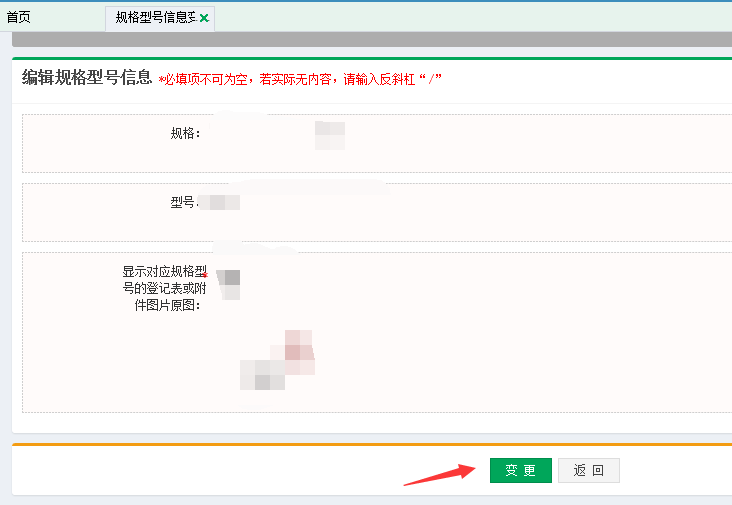 首页
规格型号信息变
编辑规格型号信息 *必填项不可为空，若实际无内容，请输入反斜杠“/”
规格：
型号
显示对应规格型
号的登记表或附
件图片原图：
*
变 更
返 回